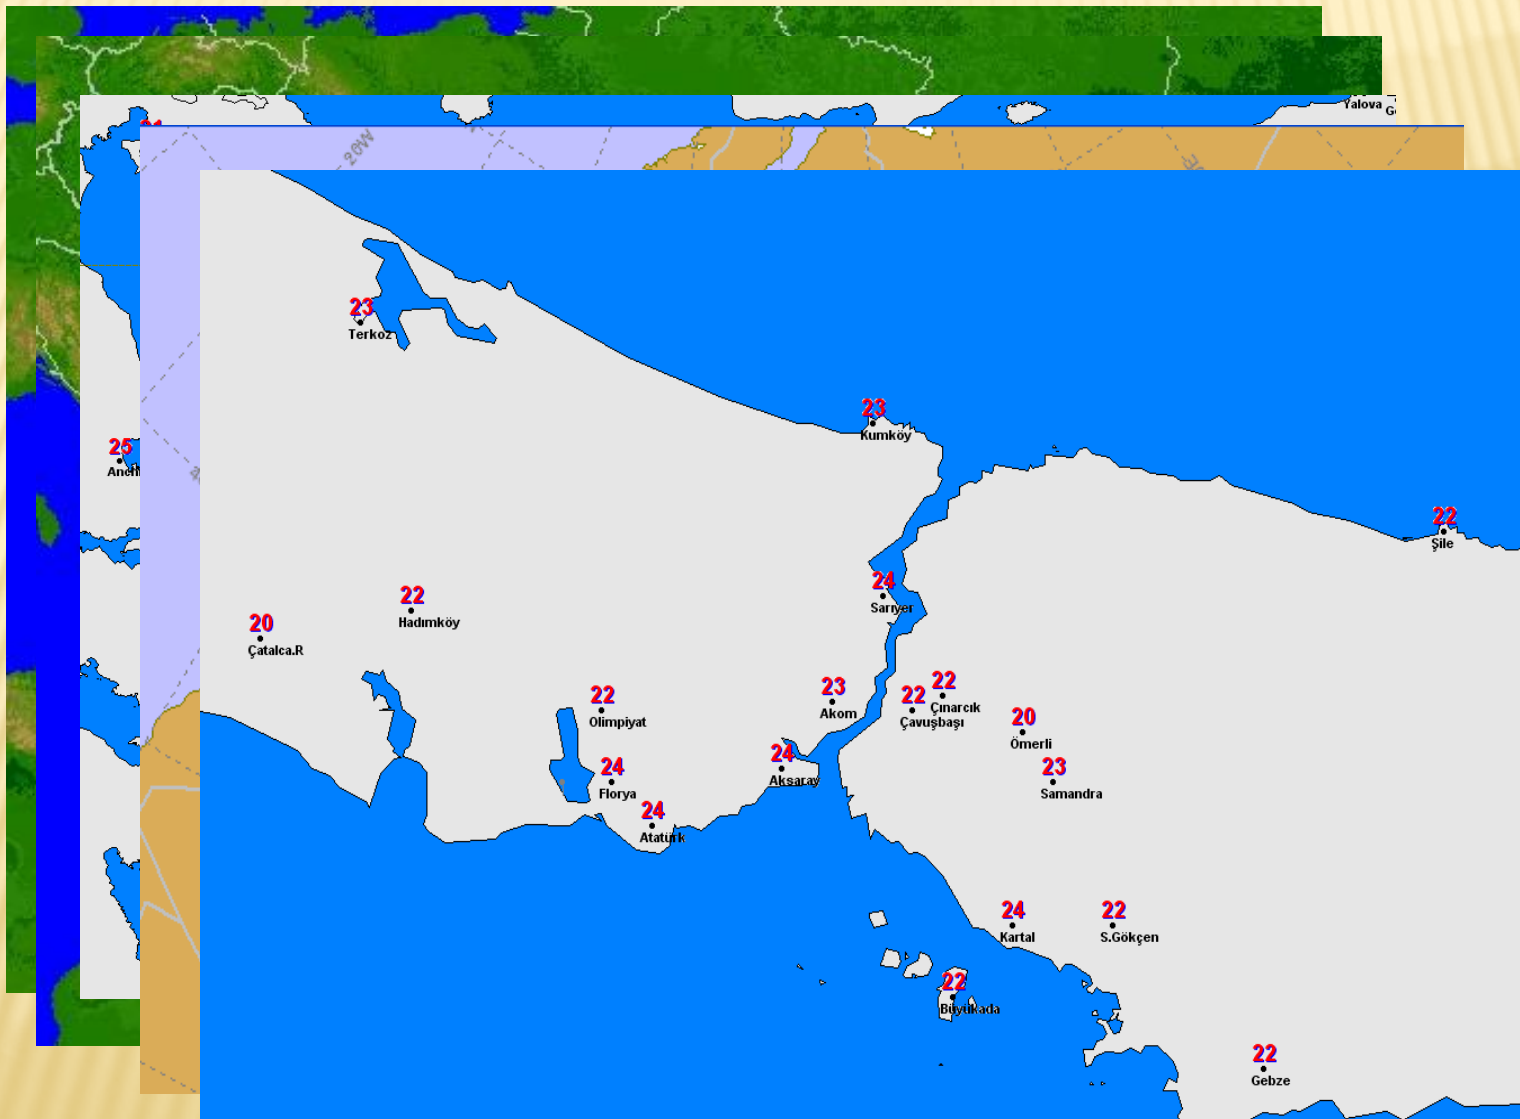 Yalova
20W
23
Terkoz
23
Kumköy
25
22
Şile
24
Sarıyer
22
Hadımköy
20
Çatalca.R
22
Olimpiyat
23
Akom
22
Çınarcık
22
Çavuşbaşı
20
Ömerli
24
Aksaray
23
Samandra
24
Florya
24
Atatürk
24
Kartal
22
S.Gökçen
22
Büyükada
22
Gebze